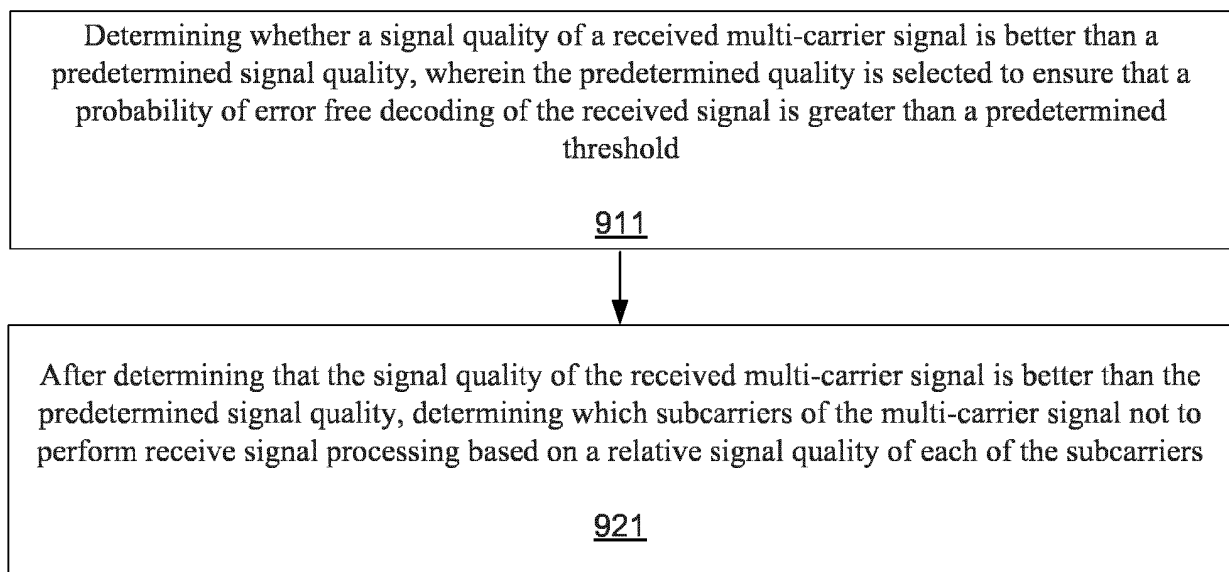 Determining whether a signal quality of a received multi-carrier signal is better than a
predetermined signal quality, wherein the predetermined quality is selected to ensure that a
probability of error free decoding of the received signal is greater than a predetermined
threshold
911
After determining that the signal quality of the received multi-carrier signal is better than the
predetermined signal quality, determining which subcarriers of the multi-carrier signal not to
perform receive signal processing based on a relative signal quality of each of the subcarriers
921